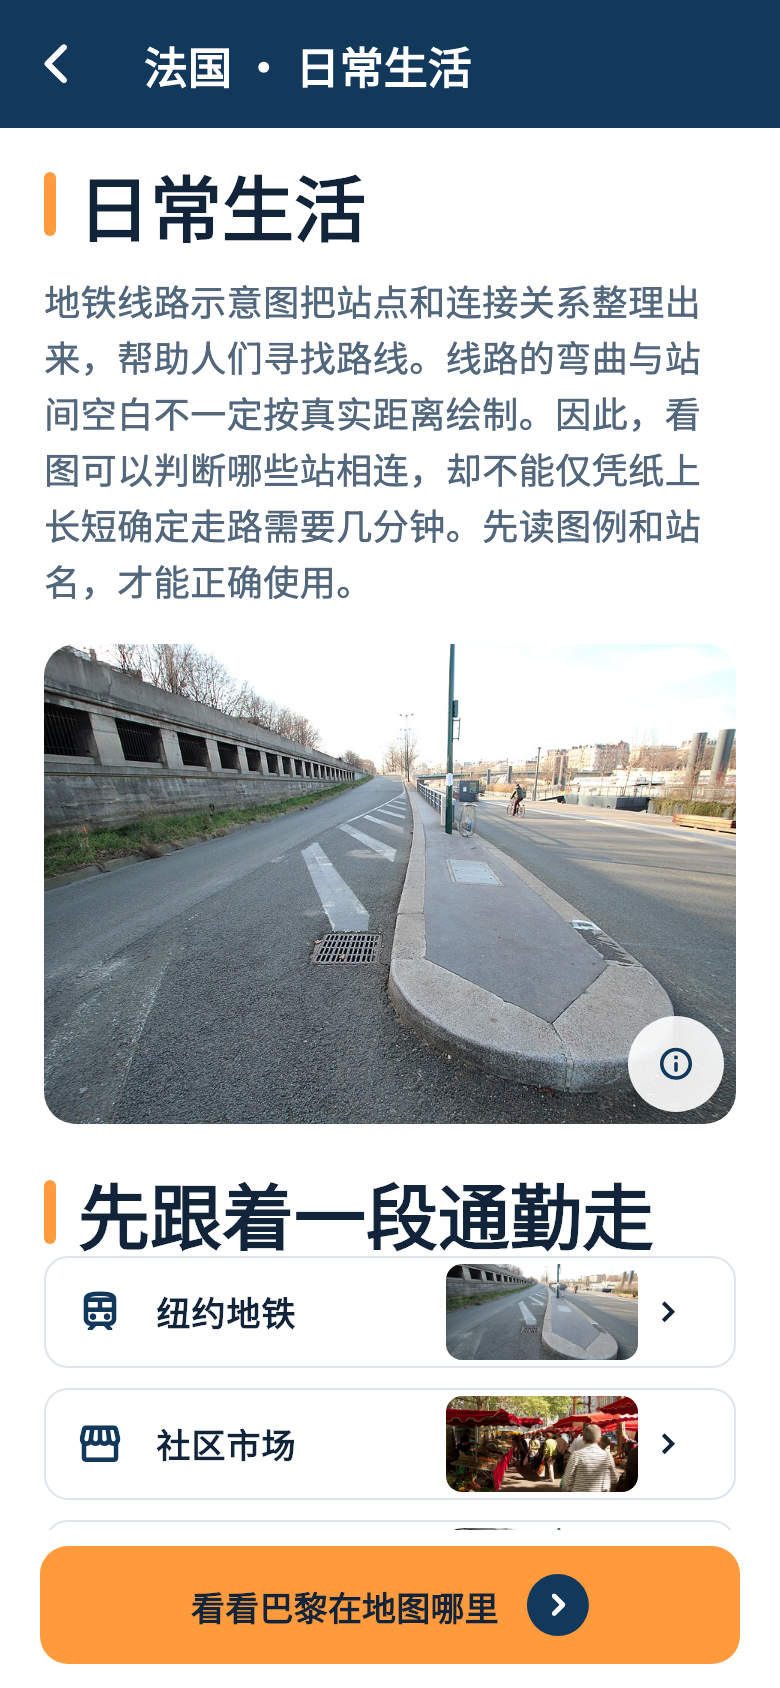 法国 · 日常生活
日常生活
地铁线路示意图把站点和连接关系整理出
来，帮助人们寻找路线。线路的弯曲与站
间空白不一定按真实距离绘制。因此，看
图可以判断哪些站相连，却不能仅凭纸上
长短确定走路需要几分钟。先读图例和站
名，才能正确使用。
先跟着一段通勤走
纽约地铁
社区市场
看看巴黎在地图哪里